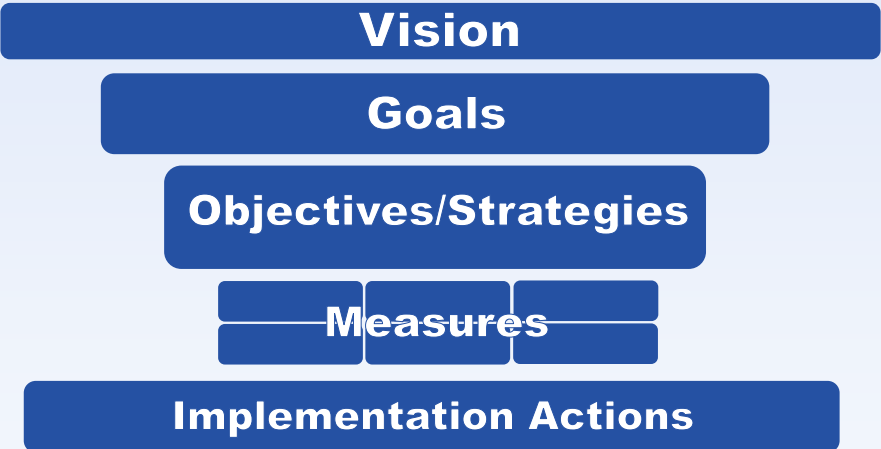 Vision
Goals
Objectives/Strategies
Measures
Implementation Actions